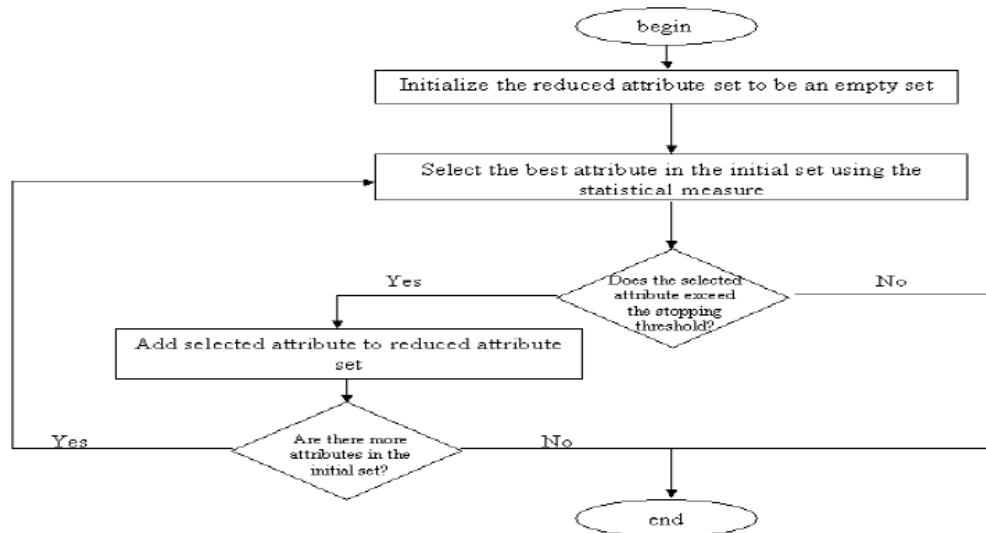 begin
Initialize the reduced attribute set to be an empty set
Select the best attribute in the initial set using the
statistical measure
Does the selected
attribute exceed
the stopping
threshold?
Yes
No
Add selected attribute to reduced attribute
set
Are there more
attributes in the
initial set?
Yes
No
end